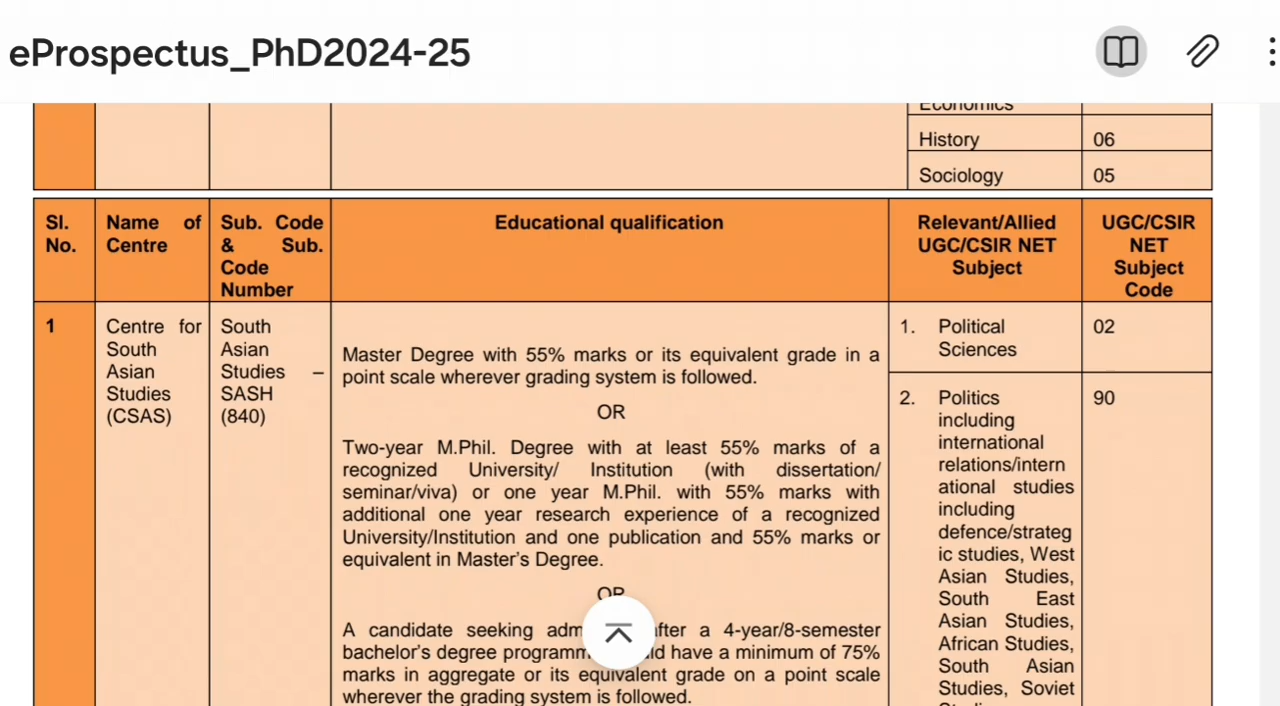 eProspectus_PhD2024-25
Economics
History 06
Sociology 05
Sl. No.
Name of Centre
Sub. Code & Sub. Code Number
Educational qualification
Relevant/Allied UGC/CSIR NET Subject
UGC/CSIR NET Subject Code
1
Centre for
South
Asian
Studies
(CSAS)
South
Asian
Studies –
SASH
(840)
Master Degree with 55% marks or its equivalent grade in a
point scale wherever grading system is followed.
OR
Two-year M.Phil. Degree with at least 55% marks of a
recognized University/ Institution (with dissertation/
seminar/viva) or one year M.Phil. with 55% marks with
additional one year research experience of a recognized
University/Institution and one publication and 55% marks or
equivalent in Master's Degree.
OR
A candidate seeking after a 4-year/8-semester
bachelor's degree have a minimum of 75%
marks in aggregate or its equivalent grade on a point scale
wherever the grading system is followed.
1. Political
Sciences
02
2. Politics
including
international
relations/intern
ational studies
including
defence/strateg
ic studies, West
Asian Studies,
South East
Asian Studies,
African Studies,
South Asian
Studies, Soviet
90